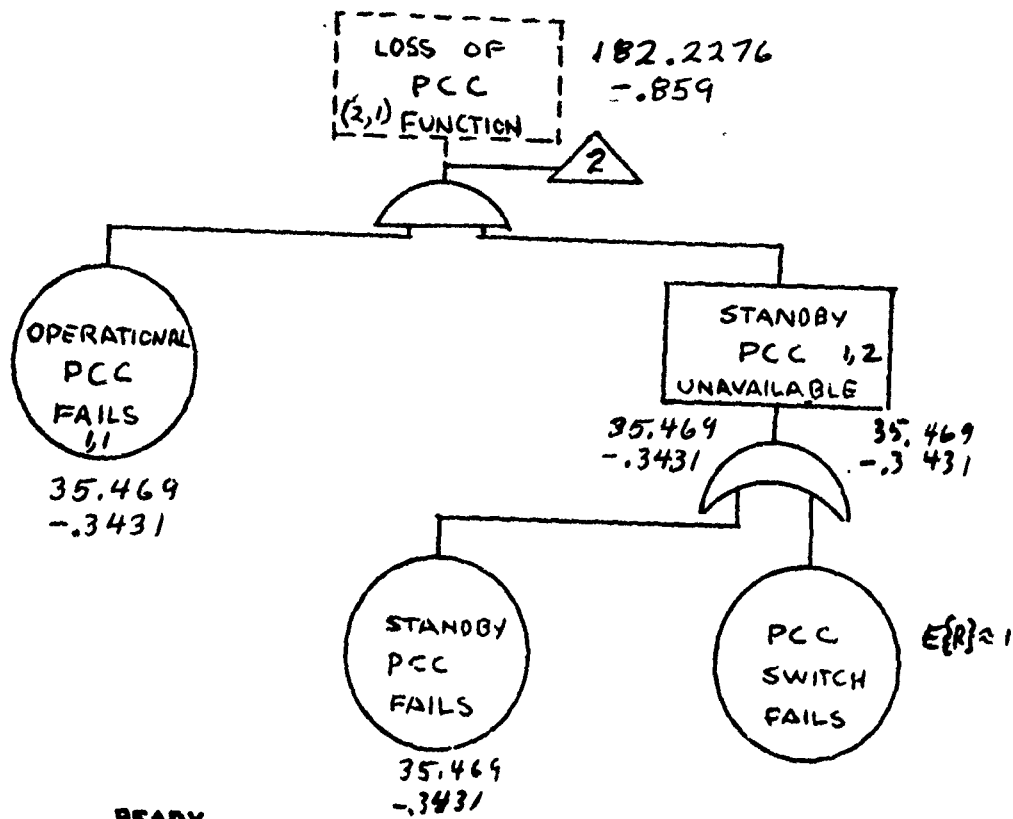 LOSS OF
PCC
(2,1) FUNCTION
182.2276
-.859
2
OPERATIONAL
PCC
FAILS
1,1
35.469
-.3431
STANDBY
PCC 1,2
UNAVAILABLE
35.469
-.3431
35.469
-.3431
STANDBY
PCC
FAILS
35.469
-.3431
PCC
SWITCH
FAILS
E{R}≈1
READY